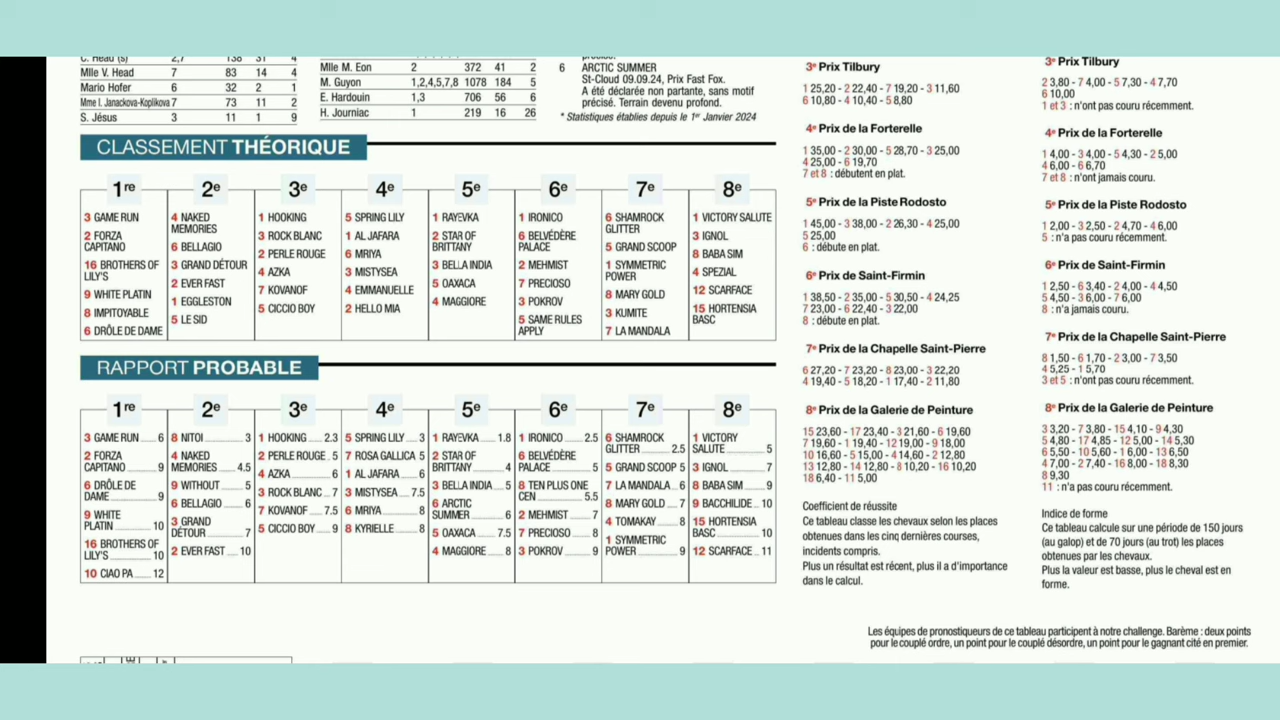 C. Head (s) 2,7 138 31 4
Mlle V. Head 7 83 14 4
Mario Hofer 6 32 2 1
Mme I. Janackova-Koplikova 7 73 11 2
S. Jésus 3 11 1 9
Mlle M. Eon 2 372 41 2
M. Guyon 1,2,4,5,7,8 1078 184 5
E. Hardouin 1,3 706 56 6
H. Journiac 1 219 16 26
précisé.
6 ARCTIC SUMMER
St-Cloud 09.09.24, Prix Fast Fox.
A été déclarée non partante, sans motif
précisé. Terrain devenu profond.
* Statistiques établies depuis le 1er Janvier 2024
CLASSEMENT THÉORIQUE
1re
3 GAME RUN
2 FORZA
CAPITANO
16 BROTHERS OF
LILY'S
9 WHITE PLATIN
8 IMPITOYABLE
6 DRÔLE DE DAME
2e
4 NAKED
MEMORIES
6 BELLAGIO
3 GRAND DÉTOUR
2 EVER FAST
1 EGGLESTON
5 LE SID
3e
1 HOOKING
3 ROCK BLANC
2 PERLE ROUGE
4 AZKA
7 KOVANOF
5 CICCIO BOY
4e
5 SPRING LILY
1 AL JAFARA
6 MRIYA
3 MISTYSEA
4 EMMANUELLE
2 HELLO MIA
5e
1 RAYEVKA
2 STAR OF
BRITTANY
3 BELLA INDIA
5 OAXACA
4 MAGGIORE
6e
1 IRONICO
6 BELVÉDÈRE
PALACE
2 MEHMIST
7 PRECIOSO
3 POKROV
5 SAME RULES
APPLY
7e
6 SHAMROCK
GLITTER
5 GRAND SCOOP
1 SYMMETRIC
POWER
8 MARY GOLD
3 KUMITE
7 LA MANDALA
8e
1 VICTORY SALUTE
3 IGNOL
8 BABA SIM
4 SPEZIAL
12 SCARFACE
15 HORTENSIA
BASC
RAPPORT PROBABLE
1re
3 GAME RUN 6
2 FORZA
CAPITANO 9
6 DRÔLE DE
DAME 9
9 WHITE
PLATIN 10
16 BROTHERS OF
LILY'S 10
10 CIAO PA 12
2e
8 NITOI 3
4 NAKED
MEMORIES 4.5
9 WITHOUT 5
6 BELLAGIO 6
3 GRAND
DÉTOUR 7
2 EVER FAST 10
3e
1 HOOKING 2.3
2 PERLE ROUGE 5
4 AZKA 6
3 ROCK BLANC 7
7 KOVANOF 7.5
5 CICCIO BOY 9
4e
5 SPRING LILY 3
7 ROSA GALLICA 5
1 AL JAFARA 6
3 MISTYSEA 7.5
6 MRIYA 8
8 KYRIELLE 8
5e
1 RAYEVKA 1.8
2 STAR OF
BRITTANY 4
3 BELLA INDIA 5
6 ARCTIC
SUMMER 6
5 OAXACA 7.5
4 MAGGIORE 8
6e
1 IRONICO 2.5
6 BELVÉDÈRE
PALACE 5
8 TEN PLUS ONE
CEN 5.5
2 MEHMIST 7
7 PRECIOSO 8
3 POKROV 9
7e
6 SHAMROCK
GLITTER 2.5
5 GRAND SCOOP 5
7 LA MANDALA 6
8 MARY GOLD 7
4 TOMAKAY 8
1 SYMMETRIC
POWER 9
8e
1 VICTORY
SALUTE 5
3 IGNOL 7
8 BABA SIM 9
9 BACCHILIDE 10
15 HORTENSIA
BASC 10
12 SCARFACE 11
3e Prix Tilbury
1 25,20 - 2 22,40 - 7 19,20 - 3 11,60
6 10,80 - 4 10,40 - 5 8,80
4e Prix de la Forterelle
1 35,00 - 2 30,00 - 5 28,70 - 3 25,00
4 25,00 - 6 19,70
7 et 8 : débutent en plat.
5e Prix de la Piste Rodosto
1 45,00 - 3 38,00 - 2 26,30 - 4 25,00
5 25,00
6 : débute en plat.
6e Prix de Saint-Firmin
1 38,50 - 2 35,00 - 5 30,50 - 4 24,25
7 23,00 - 6 22,40 - 3 22,00
8 : débute en plat.
7e Prix de la Chapelle Saint-Pierre
6 27,20 - 7 23,20 - 8 23,00 - 3 22,20
4 19,40 - 5 18,20 - 1 17,40 - 2 11,80
8e Prix de la Galerie de Peinture
15 23,60 - 17 23,40 - 3 21,60 - 6 19,60
7 19,60 - 1 19,40 - 12 19,00 - 9 18,00
10 16,60 - 5 15,00 - 4 14,60 - 2 12,80
13 12,80 - 14 12,80 - 8 10,20 - 16 10,20
18 6,40 - 11 5,00
Coefficient de réussite
Ce tableau classe les chevaux selon les places
obtenues dans les cinq dernières courses,
incidents compris.
Plus un résultat est récent, plus il a d'importance
dans le calcul.
3e Prix Tilbury
2 3,80 - 7 4,00 - 5 7,30 - 4 7,70
6 10,00
1 et 3 : n'ont pas couru récemment.
4e Prix de la Forterelle
1 4,00 - 3 4,00 - 5 4,30 - 2 5,00
4 6,00 - 6 6,70
7 et 8 : n'ont jamais couru.
5e Prix de la Piste Rodosto
1 2,00 - 3 2,50 - 2 4,70 - 4 6,00
5 : n'a pas couru récemment.
6e Prix de Saint-Firmin
1 2,50 - 6 3,40 - 2 4,00 - 4 4,50
5 4,50 - 3 6,00 - 7 6,00
8 : n'a jamais couru.
7e Prix de la Chapelle Saint-Pierre
8 1,50 - 6 1,70 - 2 3,00 - 7 3,50
4 5,25 - 1 5,70
3 et 5 : n'ont pas couru récemment.
8e Prix de la Galerie de Peinture
3 3,20 - 7 3,80 - 15 4,10 - 9 4,30
5 4,80 - 17 4,85 - 12 5,00 - 14 5,30
6 5,50 - 10 5,60 - 1 6,00 - 13 6,50
4 7,00 - 2 7,40 - 16 8,00 - 18 8,30
8 9,30
11 : n'a pas couru récemment.
Indice de forme
Ce tableau calcule sur une période de 150 jours
(au galop) et de 70 jours (au trot) les places
obtenues par les chevaux.
Plus la valeur est basse, plus le cheval est en
forme.
Les équipes de pronostiqueurs de ce tableau participent à notre challenge. Barème : deux points
pour le couplé ordre, un point pour le couplé désordre, un point pour le gagnant cité en premier.